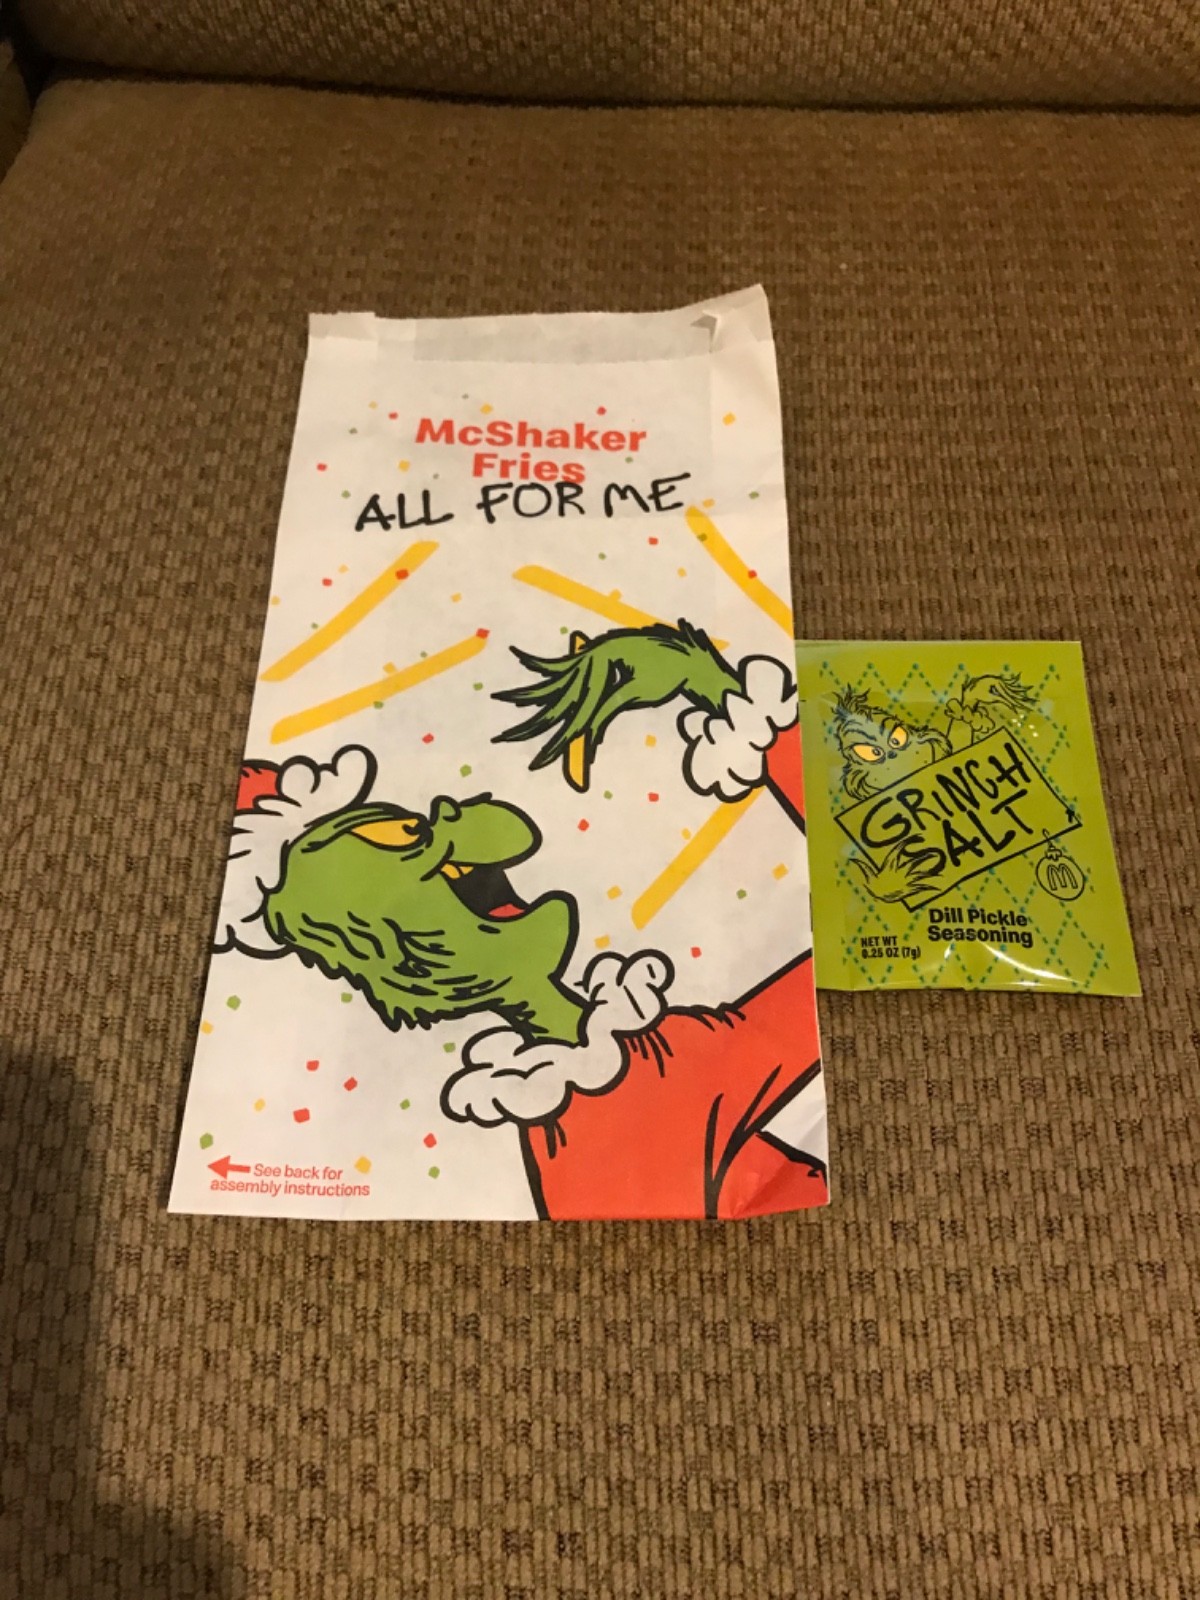 McShaker
Fries
ALL FOR ME
See back for
assembly instructions
GRINCH
SALT
M
Dill Pickle
Seasoning
NET WT
0.25 OZ (7g)